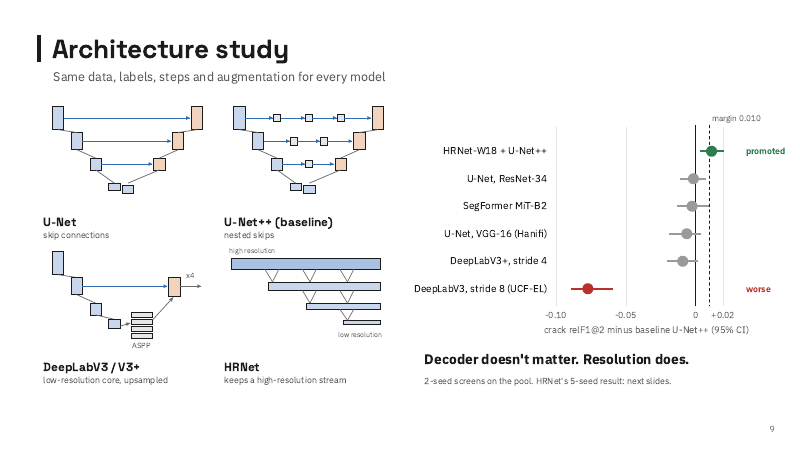 Architecture study
Same data, labels, steps and augmentation for every model
U-Net
skip connections
U-Net++ (baseline)
nested skips
x4
ASPP
DeepLabV3 / V3+
low-resolution core, upsampled
high resolution
low resolution
HRNet
keeps a high-resolution stream
margin 0.010
HRNet-W18 + U-Net++
promoted
U-Net, ResNet-34
SegFormer MiT-B2
U-Net, VGG-16 (Hanifi)
DeepLabV3+, stride 4
DeepLabV3, stride 8 (UCF-EL)
worse
-0.10 -0.05 0 +0.02
crack relF1@2 minus baseline U-Net++ (95% CI)
Decoder doesn't matter. Resolution does.
2-seed screens on the pool. HRNet's 5-seed result: next slides.
9